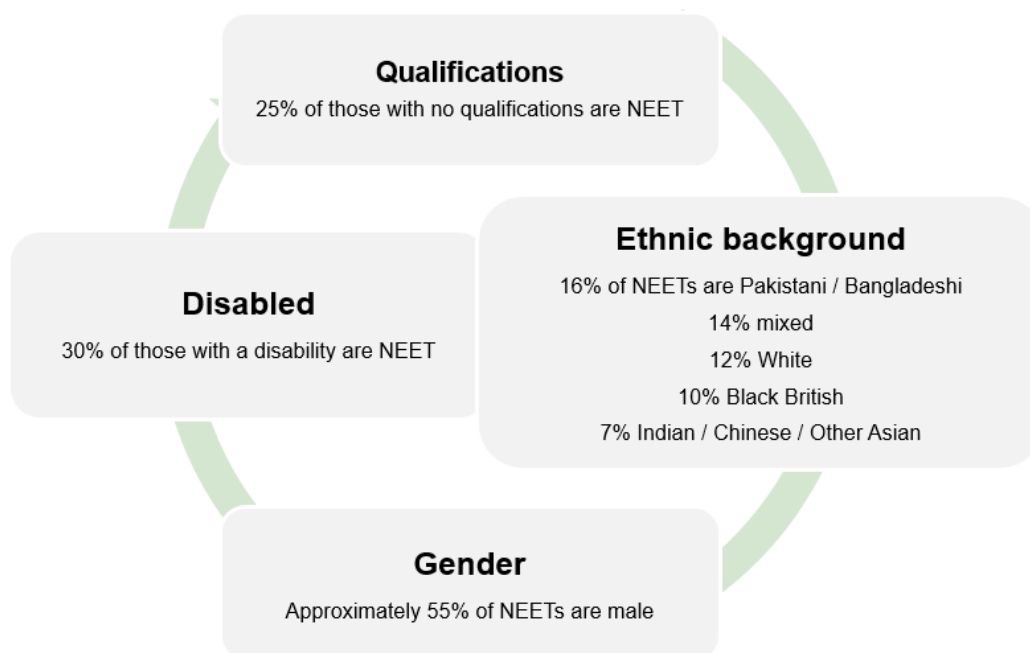 Qualifications
25% of those with no qualifications are NEET
Ethnic background
16% of NEETs are Pakistani / Bangladeshi
14% mixed
12% White
10% Black British
7% Indian / Chinese / Other Asian
Disabled
30% of those with a disability are NEET
Gender
Approximately 55% of NEETs are male